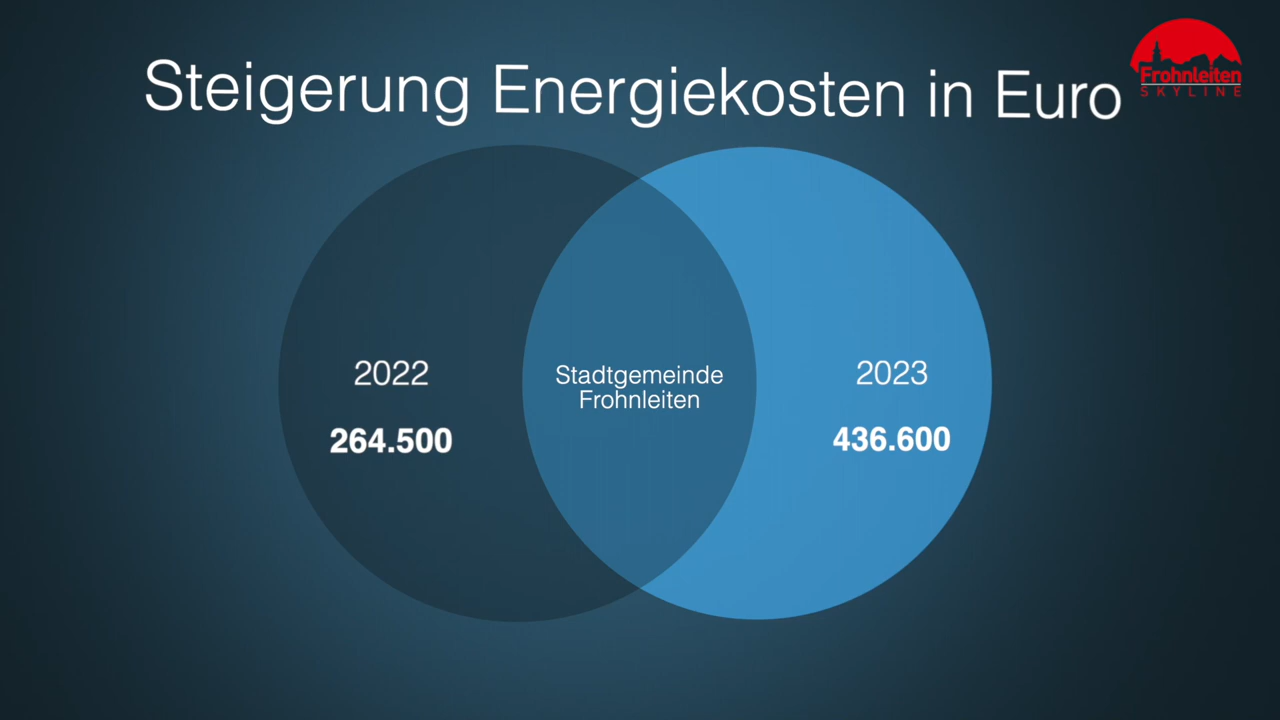 Steigerung Energiekosten in Euro
Frohnleiten
SKYLINE
2022
264.500
Stadtgemeinde
Frohnleiten
2023
436.600